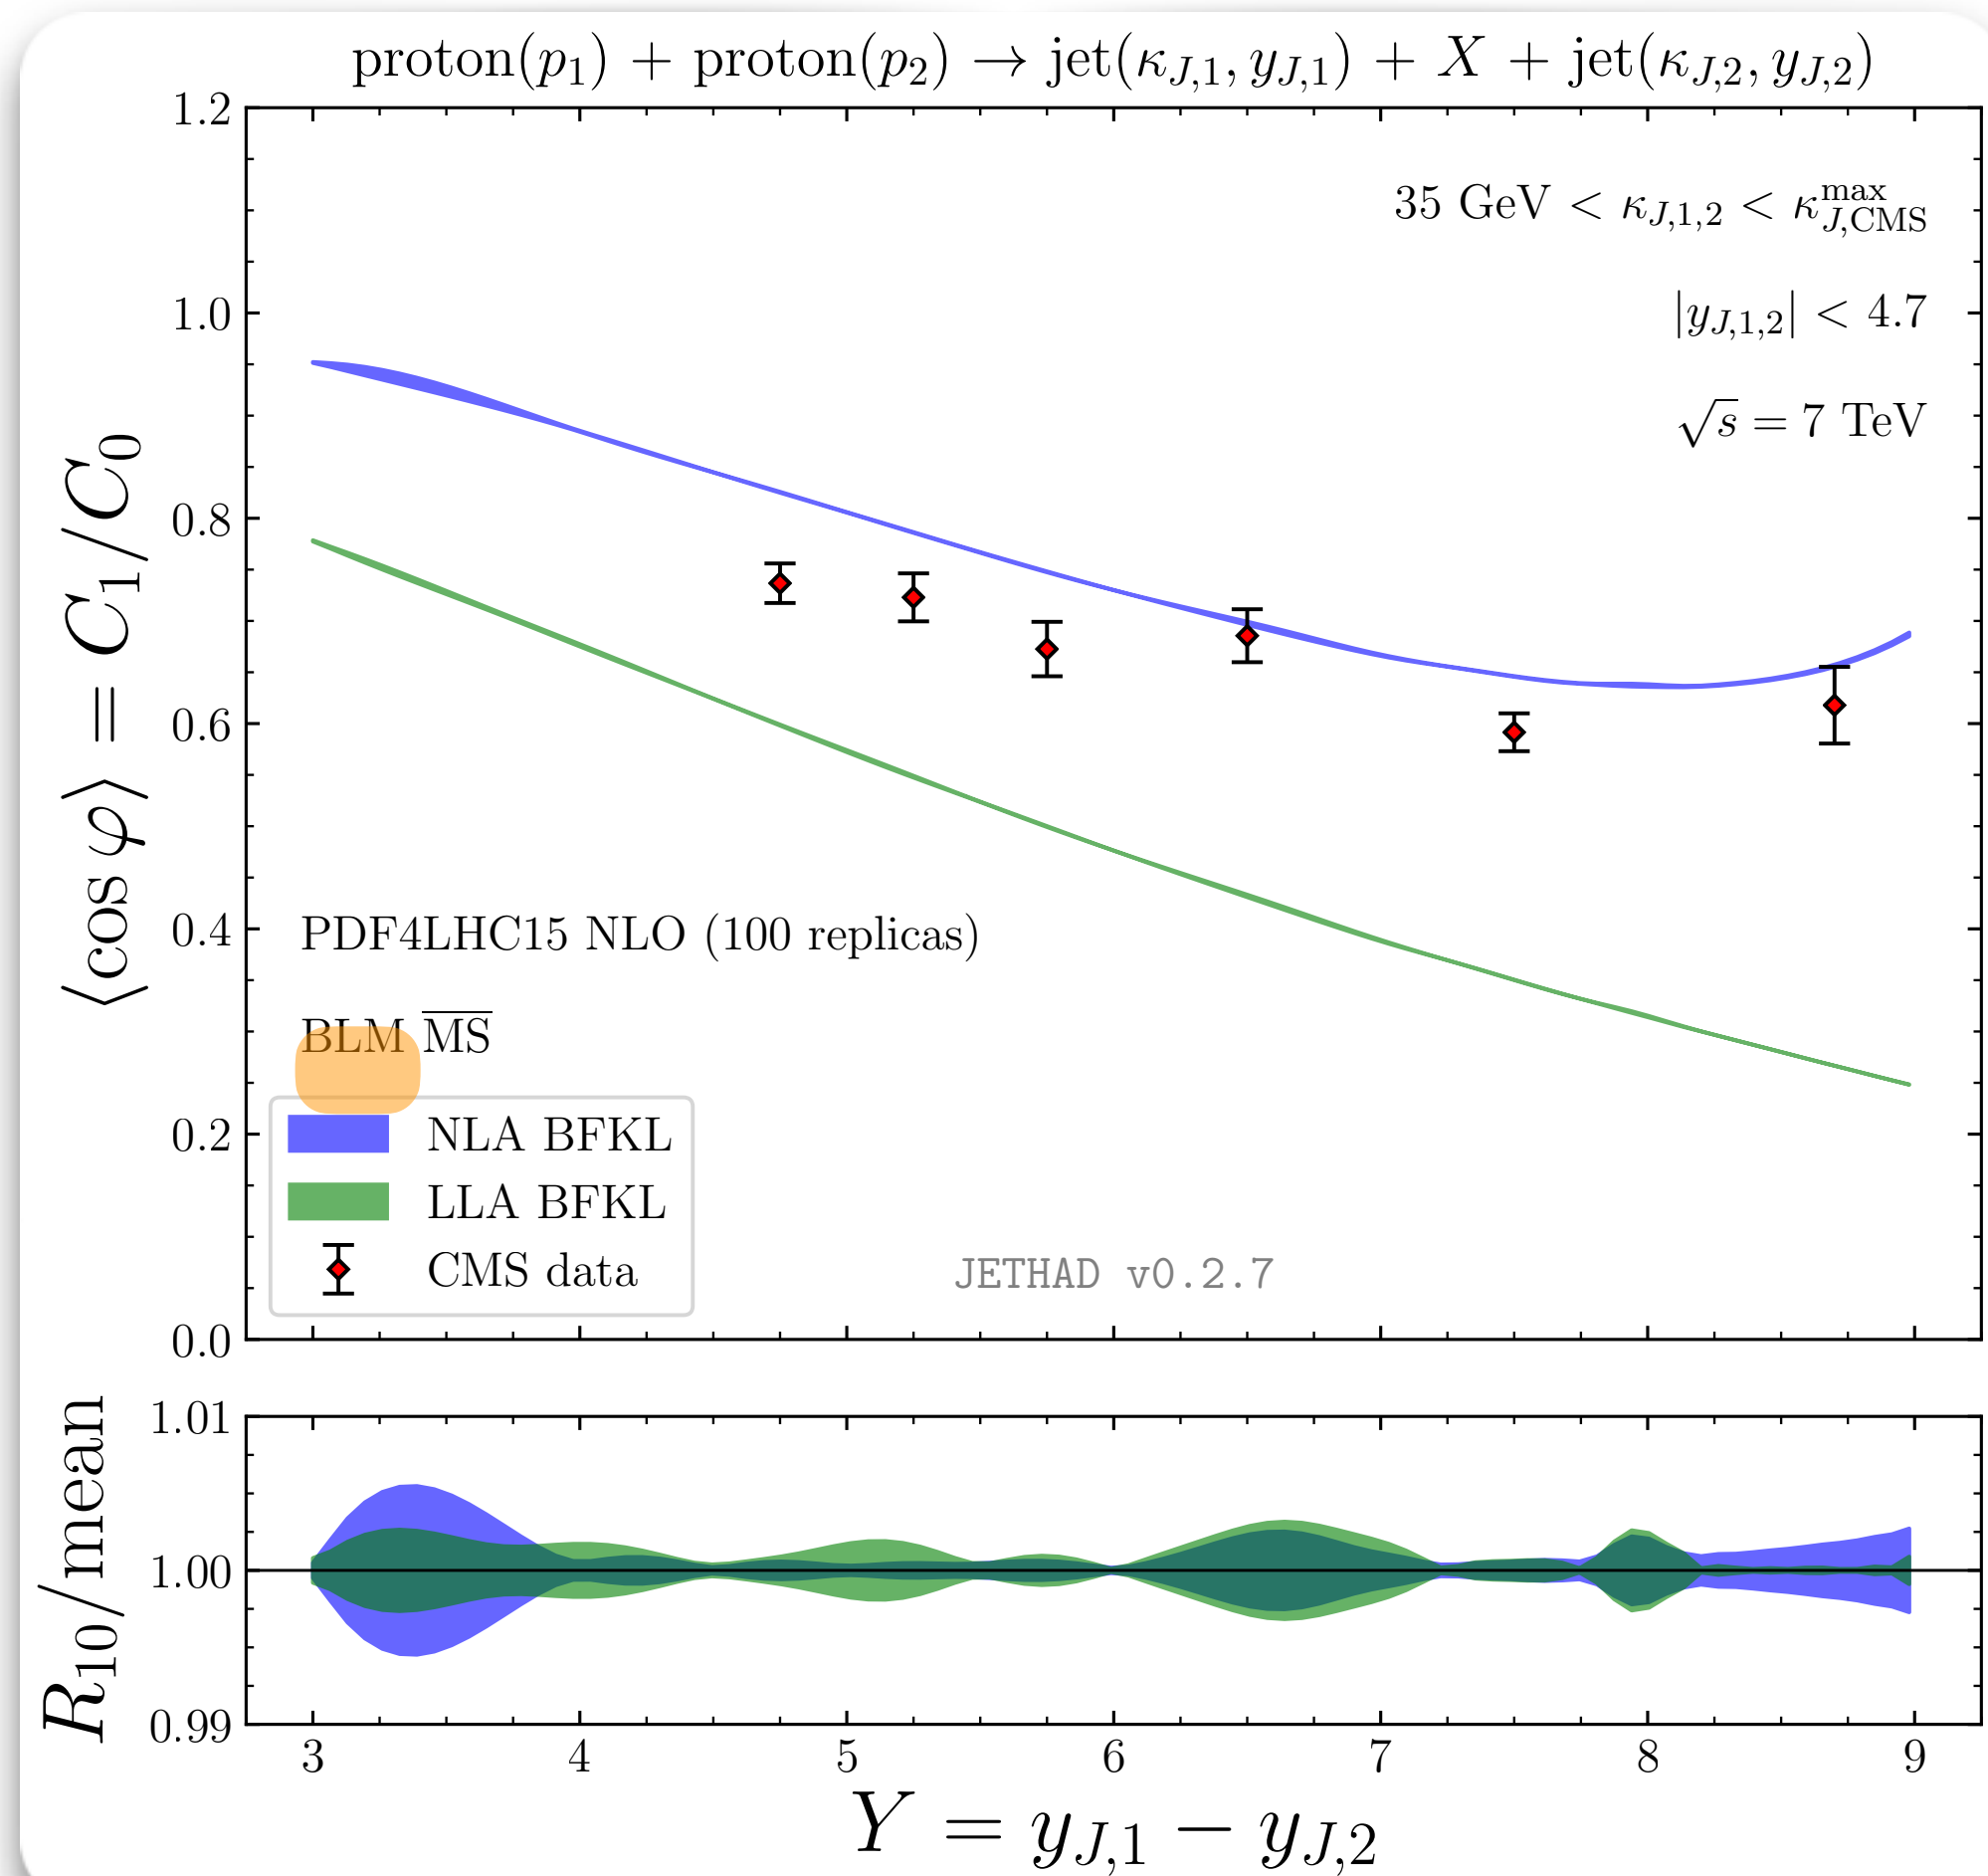 proton(p₁) + proton(p₂) → jet(κ_{J,1}, y_{J,1}) + X + jet(κ_{J,2}, y_{J,2})
1.2
35 GeV < κ_{J,1,2} < κ^{max}_{J,CMS}
1.0
|y_{J,1,2}| < 4.7
√s = 7 TeV
0.8
⟨cos φ⟩ = C₁/C₀
0.6
0.4
PDF4LHC15 NLO (100 replicas)
BLM M̅S̅
0.2
NLA BFKL
LLA BFKL
CMS data
JETHAD v0.2.7
0.0
R₁₀/mean
1.01
1.00
0.99
3 4 5 6 7 8 9
Y = y_{J,1} − y_{J,2}